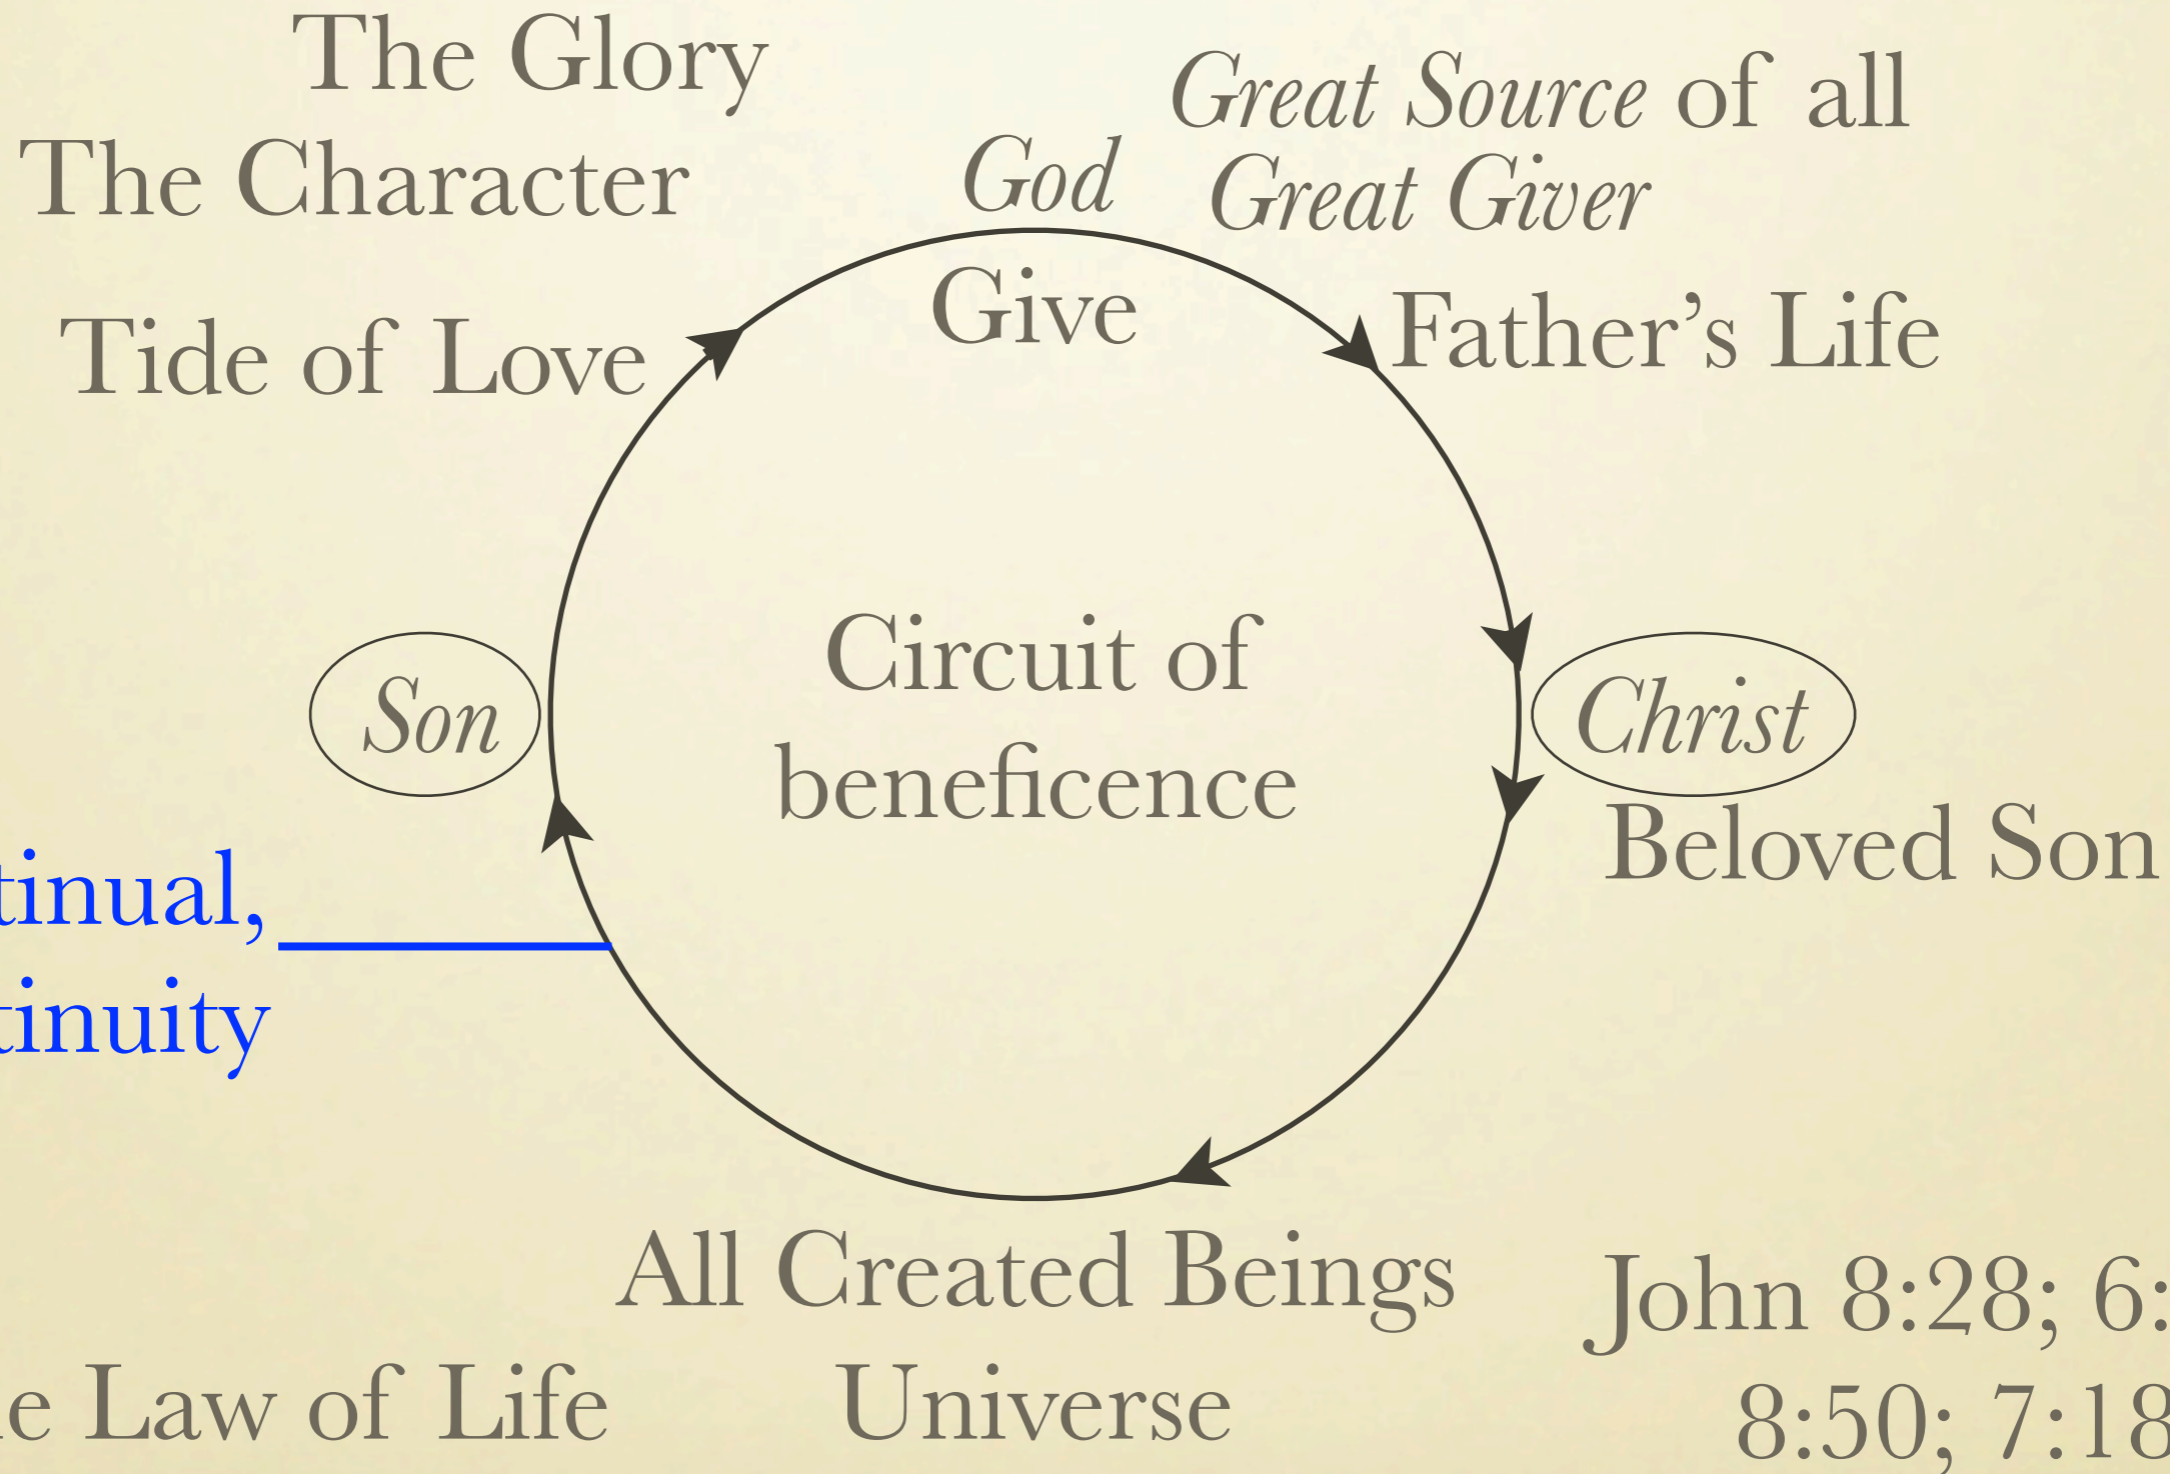 The Glory
The Character
Tide of Love
God
Great Source of all
Great Giver
Give
Father’s Life
Circuit of
beneficence
Son
Christ
Beloved Son
tinual,
tinuity
All Created Beings
Universe
e Law of Life
John 8:28; 6:
8:50; 7:18